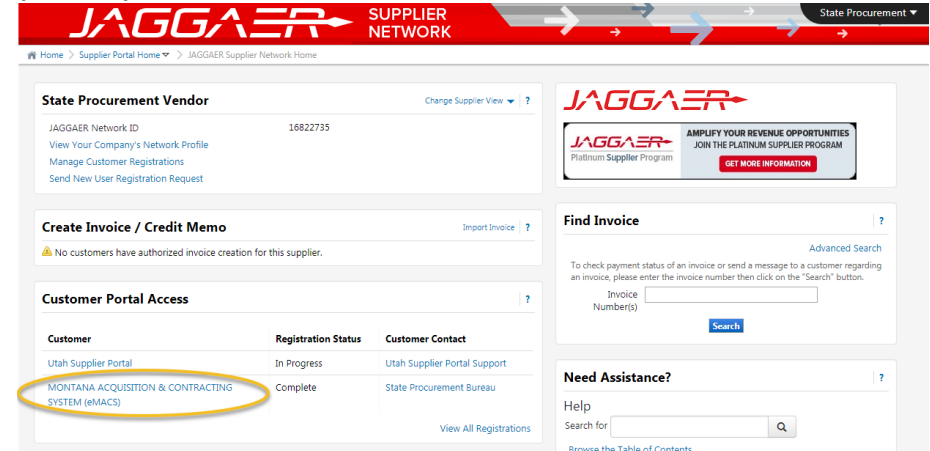 JAGGAER
SUPPLIER
NETWORK
State Procurement
Home > Supplier Portal Home > JAGGAER Supplier Network Home
State Procurement Vendor
Change Supplier View ?
JAGGAER Network ID 16822735
View Your Company's Network Profile
Manage Customer Registrations
Send New User Registration Request
Create Invoice / Credit Memo
Import Invoice ?
No customers have authorized invoice creation for this supplier.
Customer Portal Access ?
Customer Registration Status Customer Contact
Utah Supplier Portal In Progress Utah Supplier Portal Support
MONTANA ACQUISITION & CONTRACTING Complete State Procurement Bureau
SYSTEM (eMACS)
View All Registrations
JAGGAER
JAGGAER
Platinum Supplier Program
AMPLIFY YOUR REVENUE OPPORTUNITIES
JOIN THE PLATINUM SUPPLIER PROGRAM
GET MORE INFORMATION
Find Invoice ?
Advanced Search
To check payment status of an invoice or send a message to a customer regarding
an invoice, please enter the invoice number then click on the "Search" button.
Invoice
Number(s)
Search
Need Assistance? ?
Help
Search for
Browse the Table of Contents